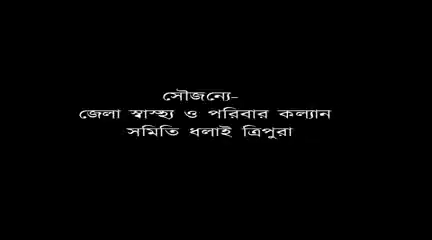 সৌজন্যে-
জেলা স্বাস্হ্য ও পরিবার কল্যান
সমিতি ধলাই ত্রিপুরা